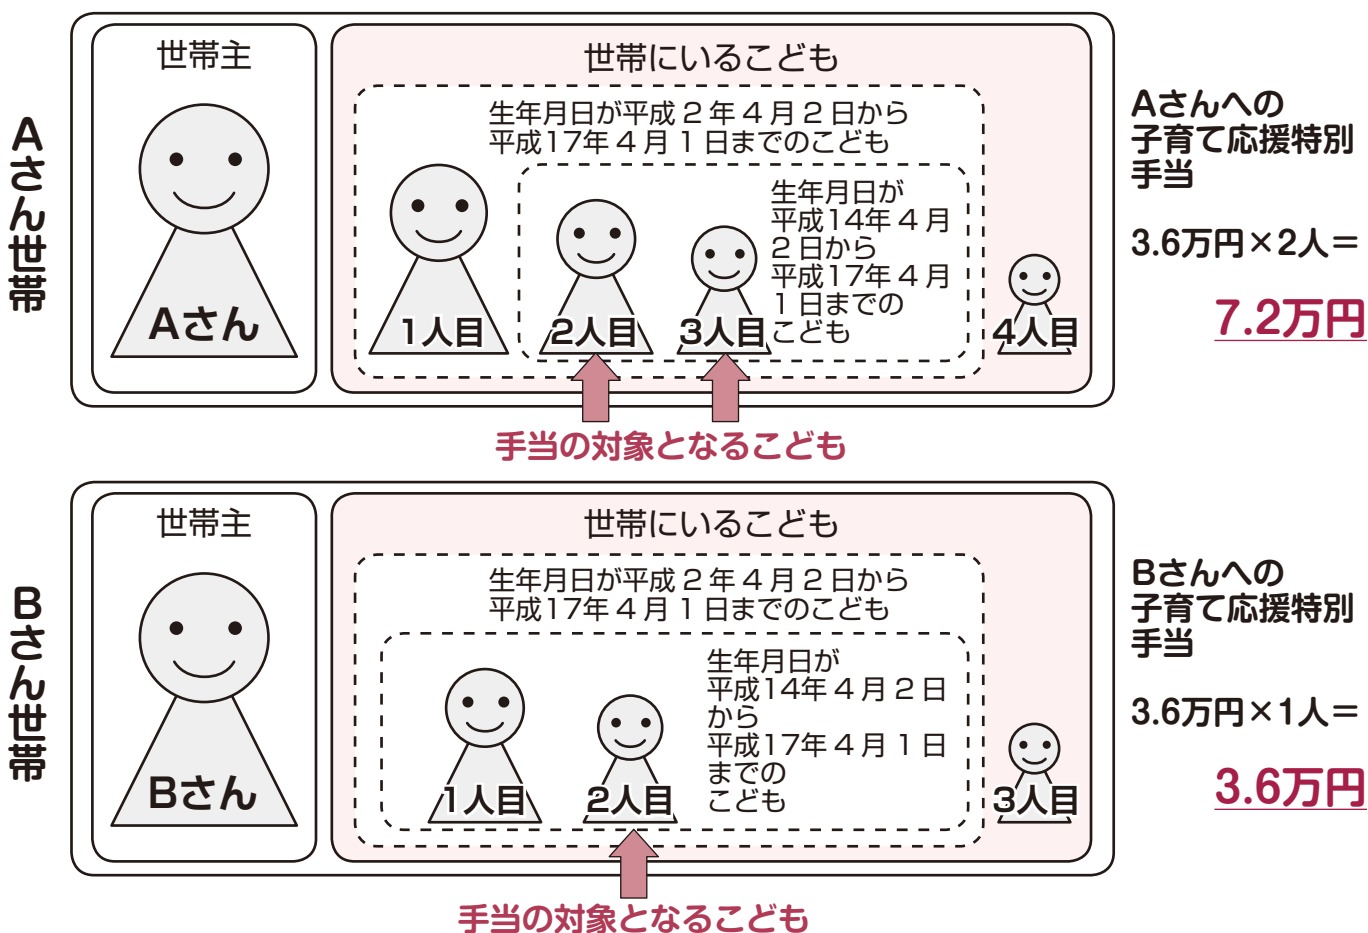 Aさん世帯
世帯主
Aさん
世帯にいるこども
生年月日が平成２年４月２日から
平成17年４月１日までのこども
生年月日が
平成14年４月
２日から
平成17年４月
１日までの
こども
1人目
2人目
3人目
4人目
手当の対象となるこども
Aさんへの
子育て応援特別
手当
3.6万円×2人＝
7.2万円
Bさん世帯
世帯主
Bさん
世帯にいるこども
生年月日が平成２年４月２日から
平成17年４月１日までのこども
生年月日が
平成14年４月２日
から
平成17年４月１日
までの
こども
1人目
2人目
3人目
手当の対象となるこども
Bさんへの
子育て応援特別
手当
3.6万円×1人＝
3.6万円